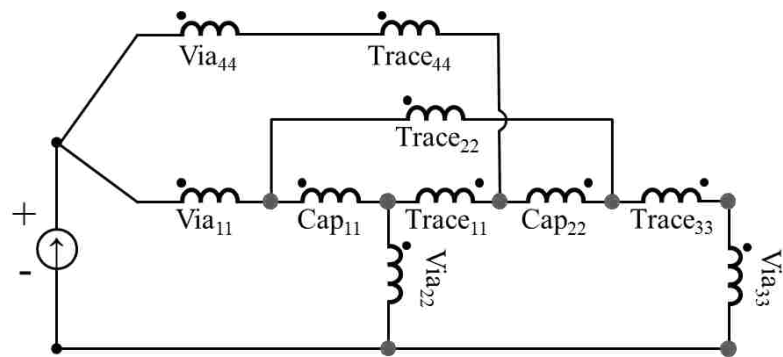 Via₄₄ Trace₄₄
Trace₂₂
+ Via₁₁ Cap₁₁ Trace₁₁ Cap₂₂ Trace₃₃
- Via₂₂ Via₃₃